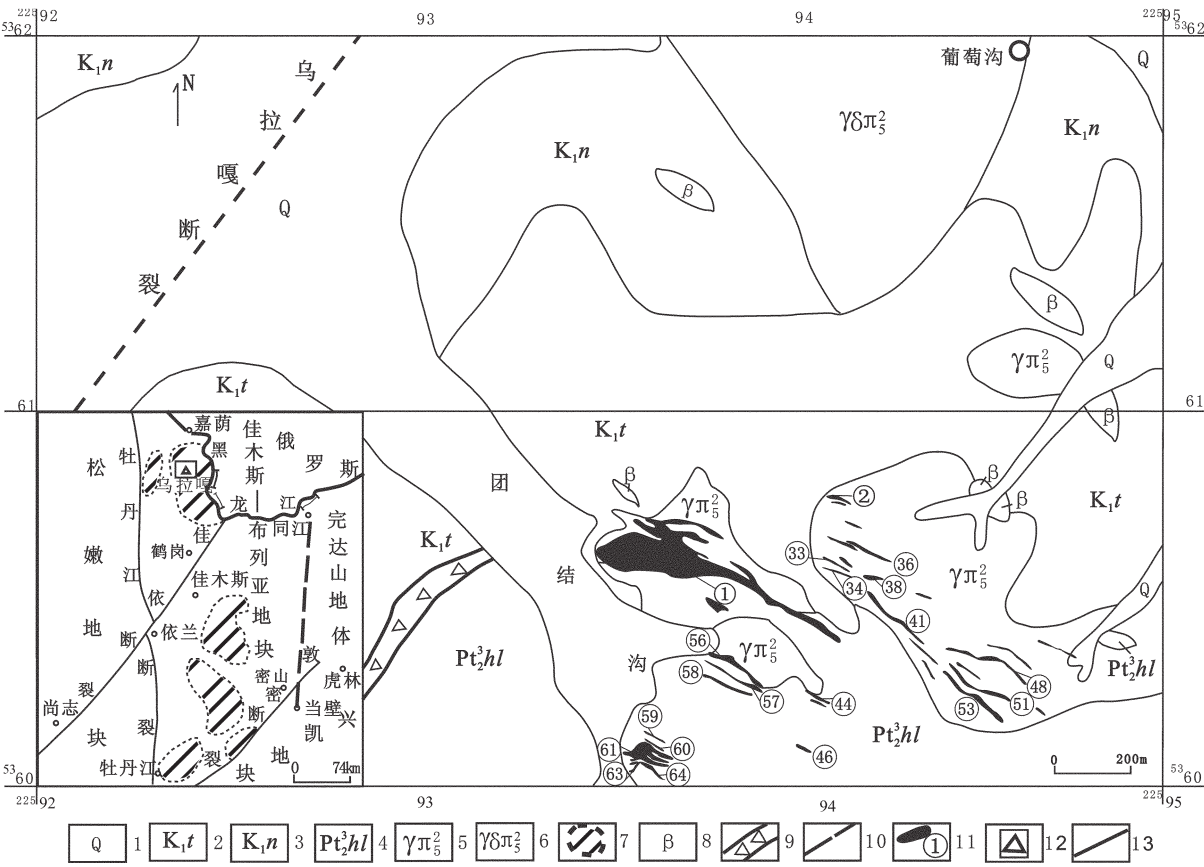 ²²⁵92 93 94 ²²⁵95
⁵³62 ⁵³62
K₁n
N
乌拉嘎断裂
Q
K₁n
β
γδπ₅²
葡萄沟
Q
K₁n
β
γπ₅²
Q
β
K₁t
61 61
K₁t
团结沟
β
γπ₅²
①
②
33
34
36
38
41
γπ₅²
β
β
K₁t
Q
Pt₂³hl
48
51
53
56
γπ₅²
58
57
44
46
59
61
60
63
64
Pt₂³hl
K₁t
Pt₂³hl
0 200m
嘉荫
松嫩地块
牡丹江断裂
黑龙江
乌拉嘎
佳木斯—布列亚地块
俄罗斯
同江
完达山地体
鹤岗
佳木斯
佳
依兰
依
断
裂
尚志
牡丹江
密山
敦
密
断
裂
虎林
当壁
兴凯地块
0 74km
⁵³60 ⁵³60
²²⁵92 93 94 ²²⁵95
Q 1 K₁t 2 K₁n 3 Pt₂³hl 4 γπ₅² 5 γδπ₅² 6 7 β 8 9 10 ① 11 12 13